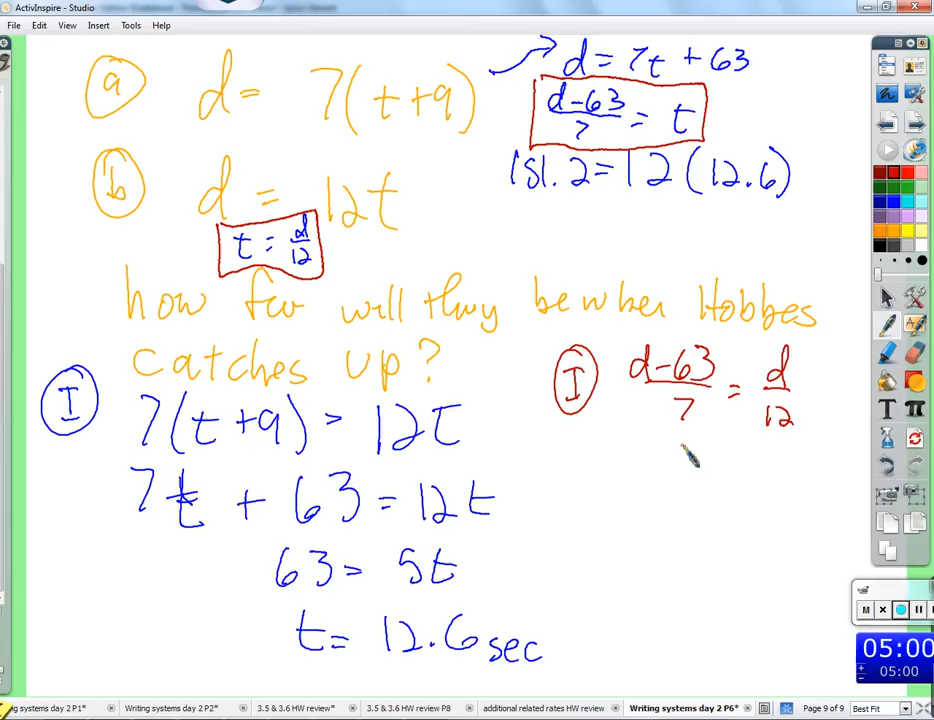 ActivInspire - Studio
File Edit View Insert Tools Help
a d = 7(t+9)
d = 7t + 63
d-63/7 = t
b d = 12t
151.2 = 12(12.6)
t = d/12
how far will they be when Hobbes
catches up?
I 7(t+9) = 12t
7t + 63 = 12t
63 = 5t
t = 12.6 sec
I d-63/7 = d/12
M
05:00
05:00
ng systems day 2 P1*
Writing systems day 2 P2*
3.5 & 3.6 HW review*
3.5 & 3.6 HW review P8
additional related rates HW review
Writing systems day 2 P6*
Page 9 of 9
Best Fit